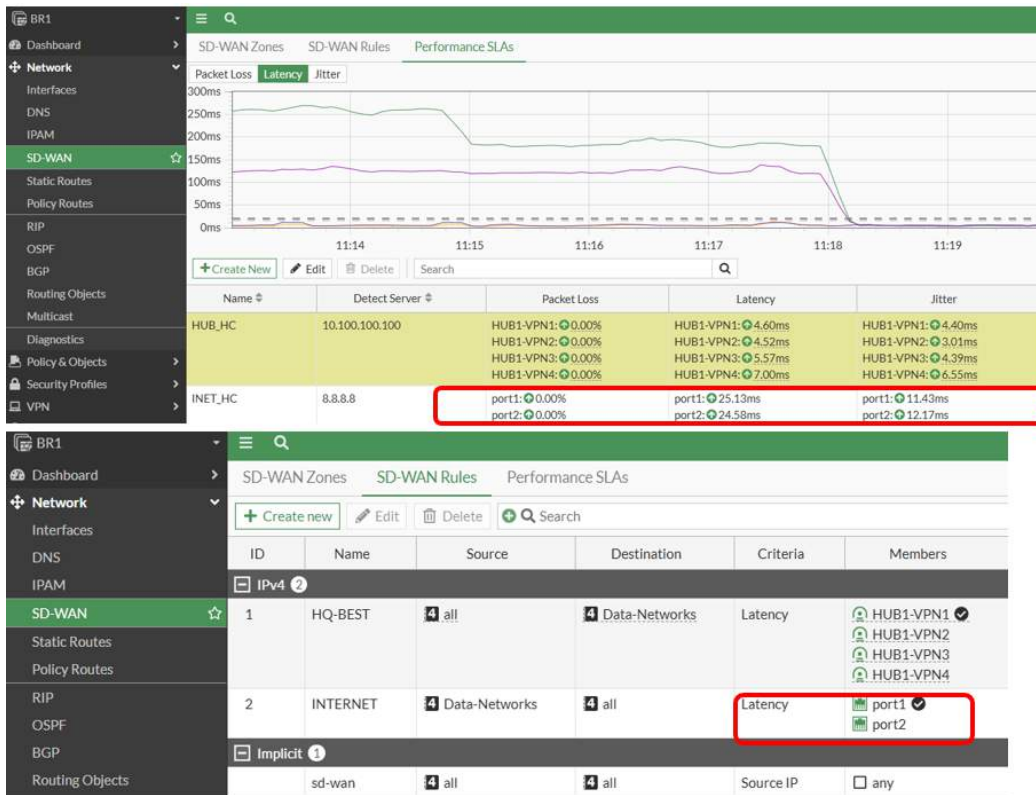 BR1
Dashboard
Network
Interfaces
DNS
IPAM
SD-WAN
Static Routes
Policy Routes
RIP
OSPF
BGP
Routing Objects
Multicast
Diagnostics
Policy & Objects
Security Profiles
VPN
SD-WAN Zones SD-WAN Rules Performance SLAs
Packet Loss Latency Jitter
300ms
250ms
200ms
150ms
100ms
50ms
0ms
11:14 11:15 11:16 11:17 11:18 11:19
+ Create New Edit Delete Search
Name Detect Server Packet Loss Latency Jitter
HUB_HC 10.100.100.100 HUB1-VPN1: 0.00% HUB1-VPN1: 4.60ms HUB1-VPN1: 4.40ms
HUB1-VPN2: 0.00% HUB1-VPN2: 4.52ms HUB1-VPN2: 3.01ms
HUB1-VPN3: 0.00% HUB1-VPN3: 5.57ms HUB1-VPN3: 4.39ms
HUB1-VPN4: 0.00% HUB1-VPN4: 7.00ms HUB1-VPN4: 6.55ms
INET_HC 8.8.8.8 port1: 0.00% port1: 25.13ms port1: 11.43ms
port2: 0.00% port2: 24.58ms port2: 12.17ms
BR1
Dashboard
Network
Interfaces
DNS
IPAM
SD-WAN
Static Routes
Policy Routes
RIP
OSPF
BGP
Routing Objects
SD-WAN Zones SD-WAN Rules Performance SLAs
+ Create new Edit Delete Search
ID Name Source Destination Criteria Members
IPv4 2
1 HQ-BEST 4 all 4 Data-Networks Latency HUB1-VPN1
HUB1-VPN2
HUB1-VPN3
HUB1-VPN4
2 INTERNET 4 Data-Networks 4 all Latency port1
port2
Implicit 1
sd-wan 4 all 4 all Source IP any